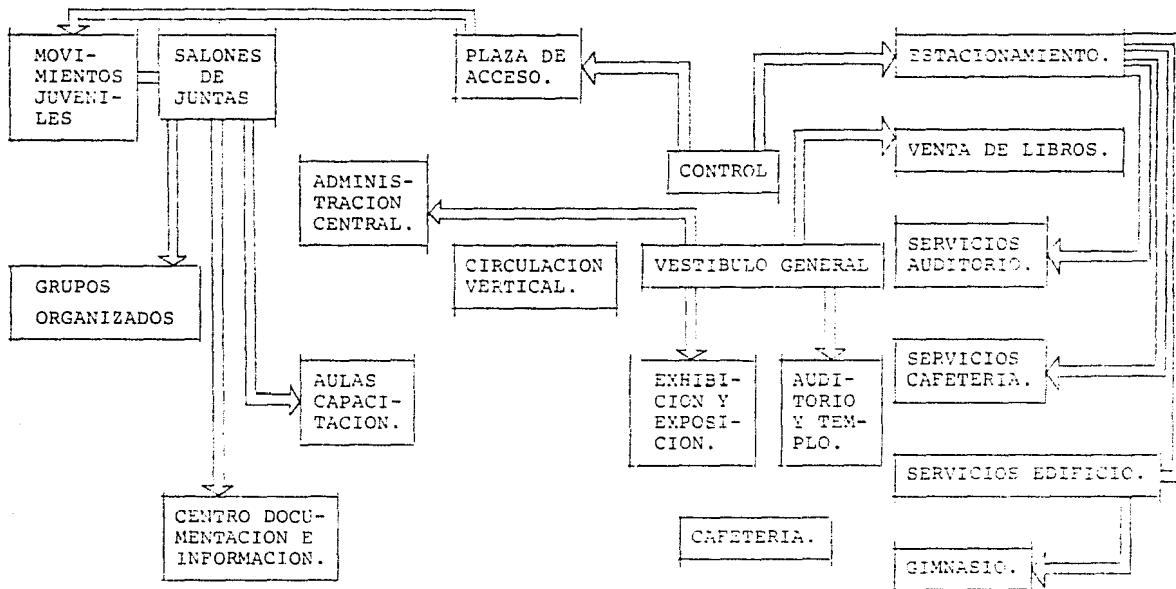 MOVI-
MIENTOS
JUVENI-
LES
SALONES
DE
JUNTAS
PLAZA DE
ACCESO.
ESTACIONAMIENTO.
CONTROL
VENTA DE LIBROS.
ADMINIS-
TRACION
CENTRAL.
CIRCULACION
VERTICAL.
VESTIBULO GENERAL
SERVICIOS
AUDITORIO.
GRUPOS
ORGANIZADOS
AULAS
CAPACI-
TACION.
EXHIBI-
CION Y
EXPOSI-
CION.
AUDI-
TORIO
Y TEM-
PLO.
SERVICIOS
CAFETERIA.
SERVICIOS EDIFICIO.
CENTRO DOCU-
MENTACION E
INFORMACION.
CAFETERIA.
GIMNASIO.